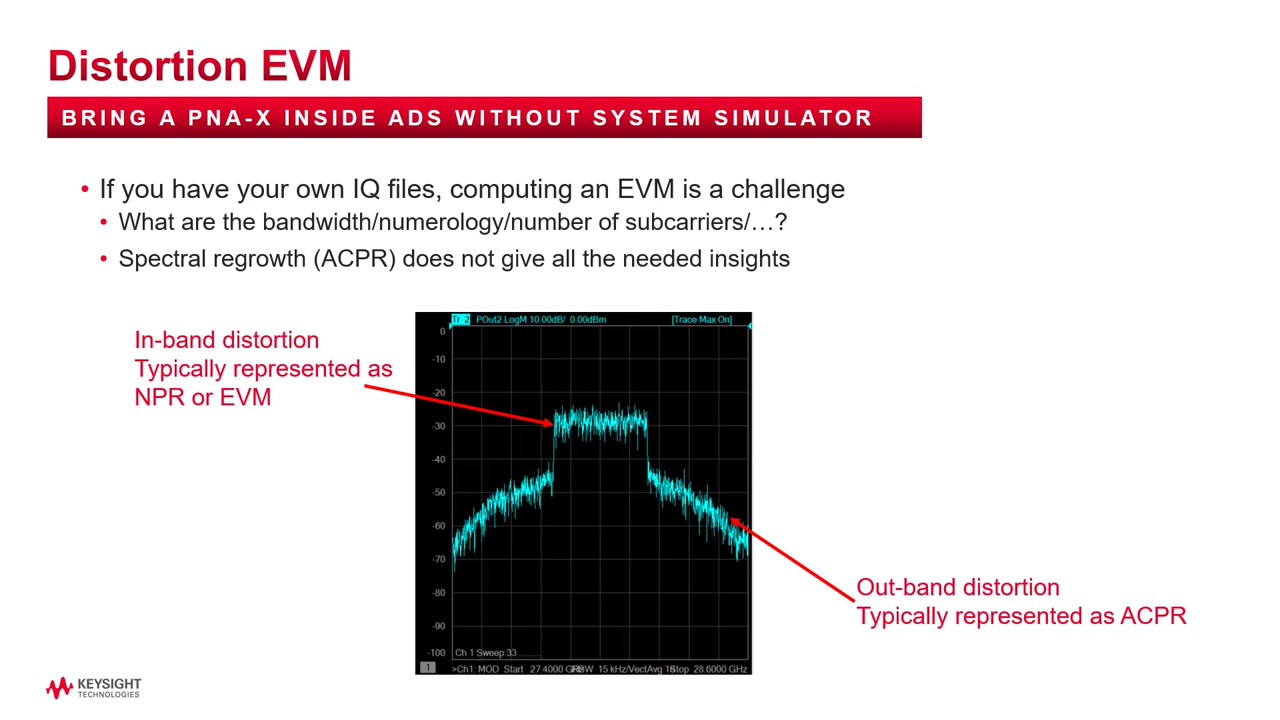 Distortion EVM
BRING A PNA-X INSIDE ADS WITHOUT SYSTEM SIMULATOR
• If you have your own IQ files, computing an EVM is a challenge
• What are the bandwidth/numerology/number of subcarriers/…?
• Spectral regrowth (ACPR) does not give all the needed insights
In-band distortion
Typically represented as
NPR or EVM
Tr 2 POut2 LogM 10.00dB/ 0.00dBm [Trace Max On]
0
-10
-20
-30
-40
-50
-60
-70
-80
-90
-100
Ch 1 Sweep:33
1 >Ch1: MOD Start 27.4000 RBW 15 kHz/VectAvg Stop 28.6000 GHz
Out-band distortion
Typically represented as ACPR
KEYSIGHT
TECHNOLOGIES